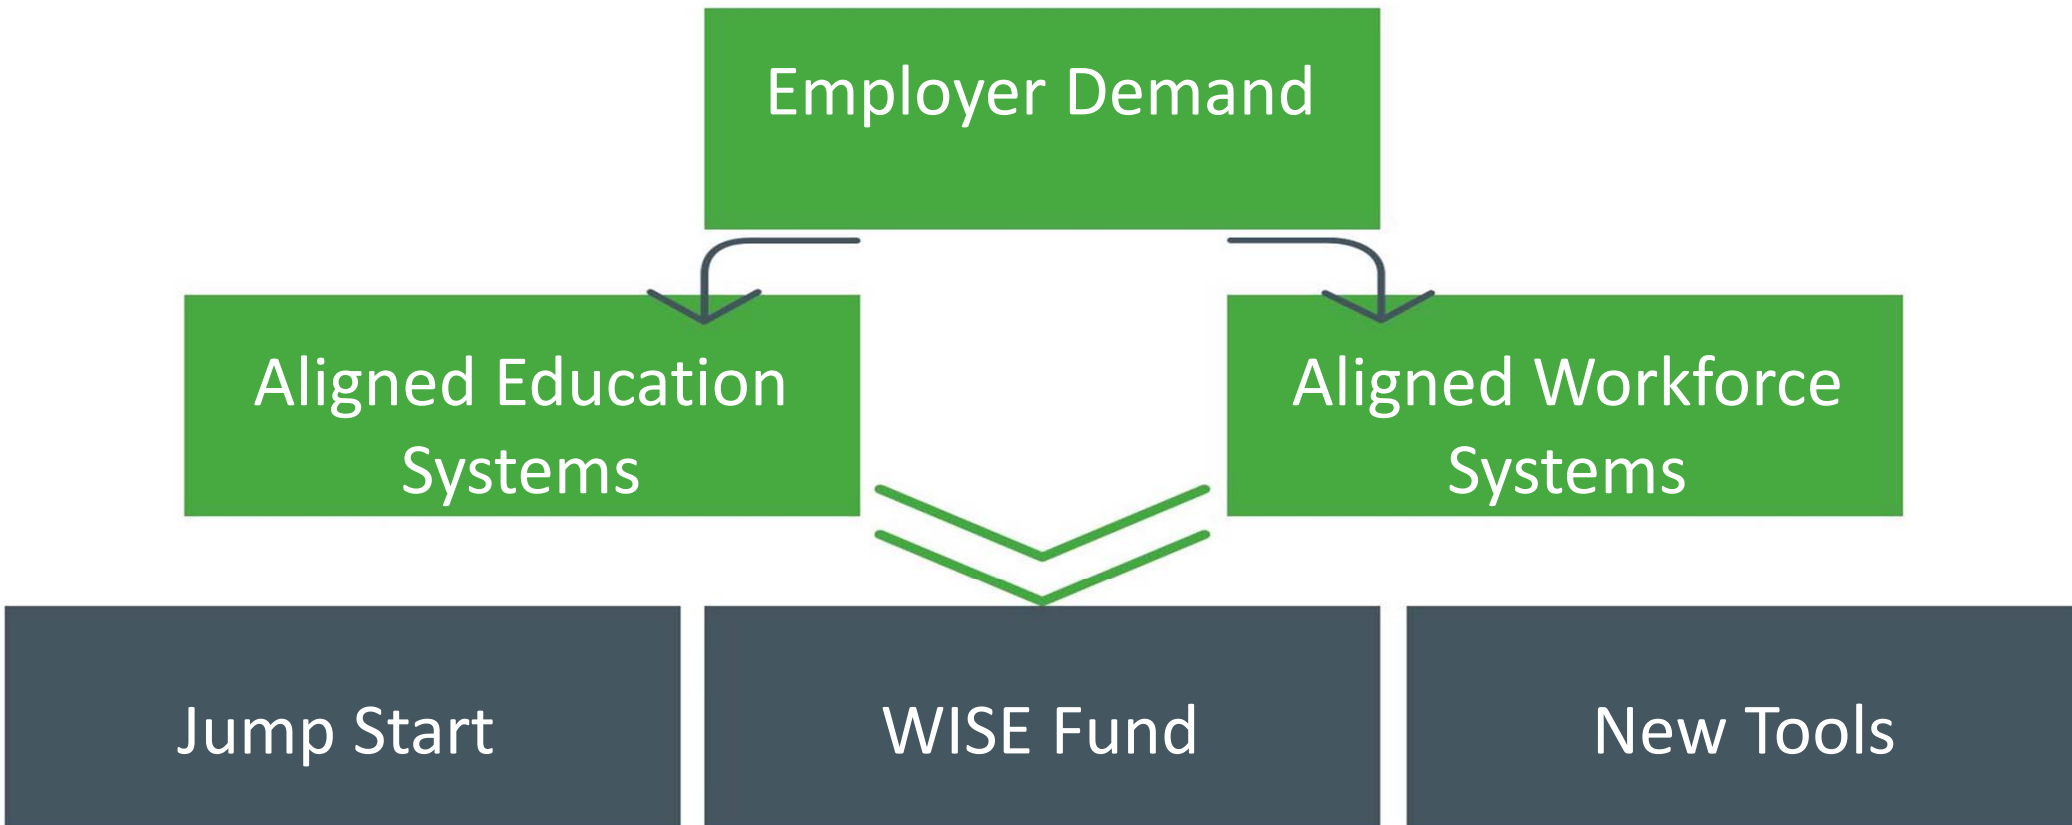 Employer Demand
Aligned Education
Systems
Aligned Workforce
Systems
Jump Start
WISE Fund
New Tools